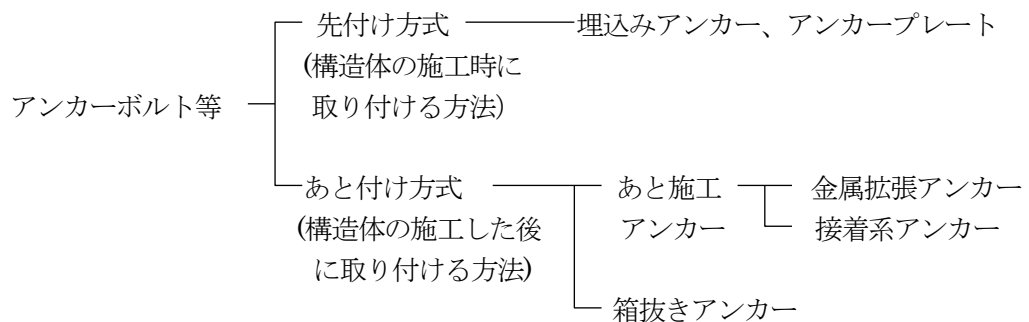 先付け方式 埋込みアンカー、アンカープレート
(構造体の施工時に
取り付ける方法)
アンカーボルト等
あと付け方式 あと施工 金属拡張アンカー
(構造体の施工した後 アンカー 接着系アンカー
に取り付ける方法)
箱抜きアンカー